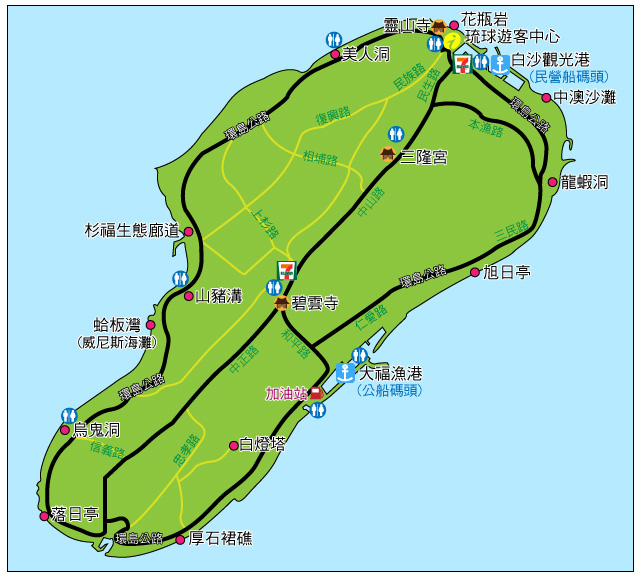 花瓶岩
靈山寺
琉球遊客中心
美人洞
白沙觀光港
(民營船碼頭)
7
民族路
民生路
中澳沙灘
環島公路
復興路
環島公路
本漁路
相埔路
三隆宮
龍蝦洞
中山路
上杉路
杉福生態廊道
三民路
7
旭日亭
環島公路
山豬溝
碧雲寺
仁愛路
蛤板灣
(威尼斯海灘)
和平路
中正路
大福漁港
(公船碼頭)
環島公路
加油站
烏鬼洞
信義路
忠孝路
白燈塔
落日亭
環島公路
厚石裙礁